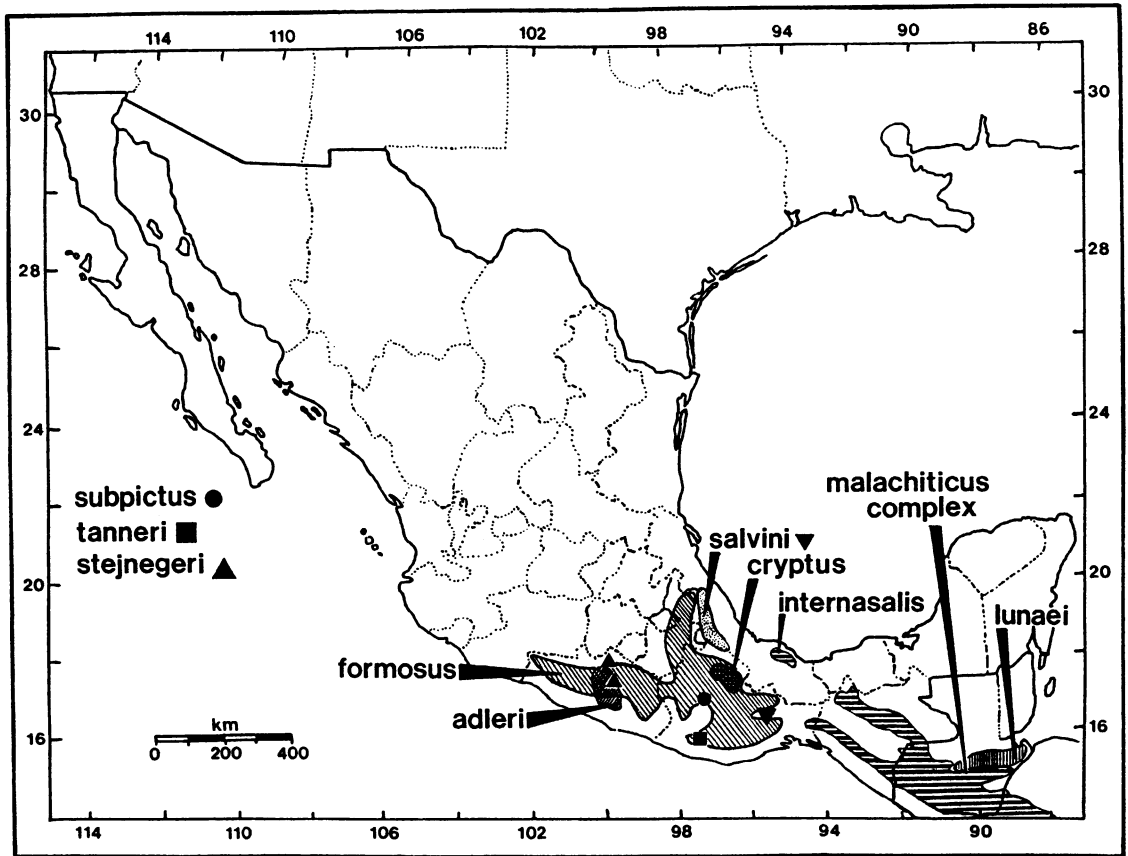 114 110 106 102 98 94 90 86
30 30
28 28
24 24
subpictus
tanneri
stejnegeri
malachiticus
complex
salvini
cryptus
20 20
internasalis
lunaei
formosus
adleri
km
0 200 400
16 16
114 110 106 102 98 94 90